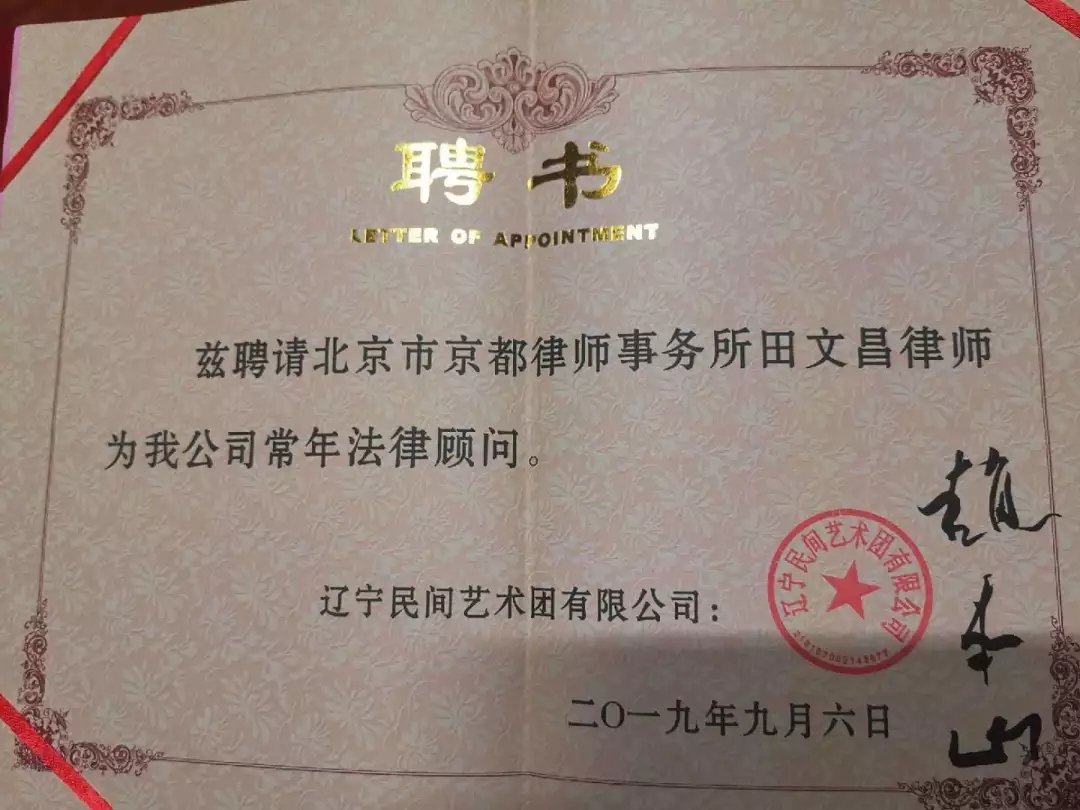 聘书
LETTER OF APPOINTMENT
兹聘请北京市京都律师事务所田文昌律师
为我公司常年法律顾问。
辽宁民间艺术团有限公司：
辽宁民间艺术团有限公司
二〇一九年九月六日
赵本山